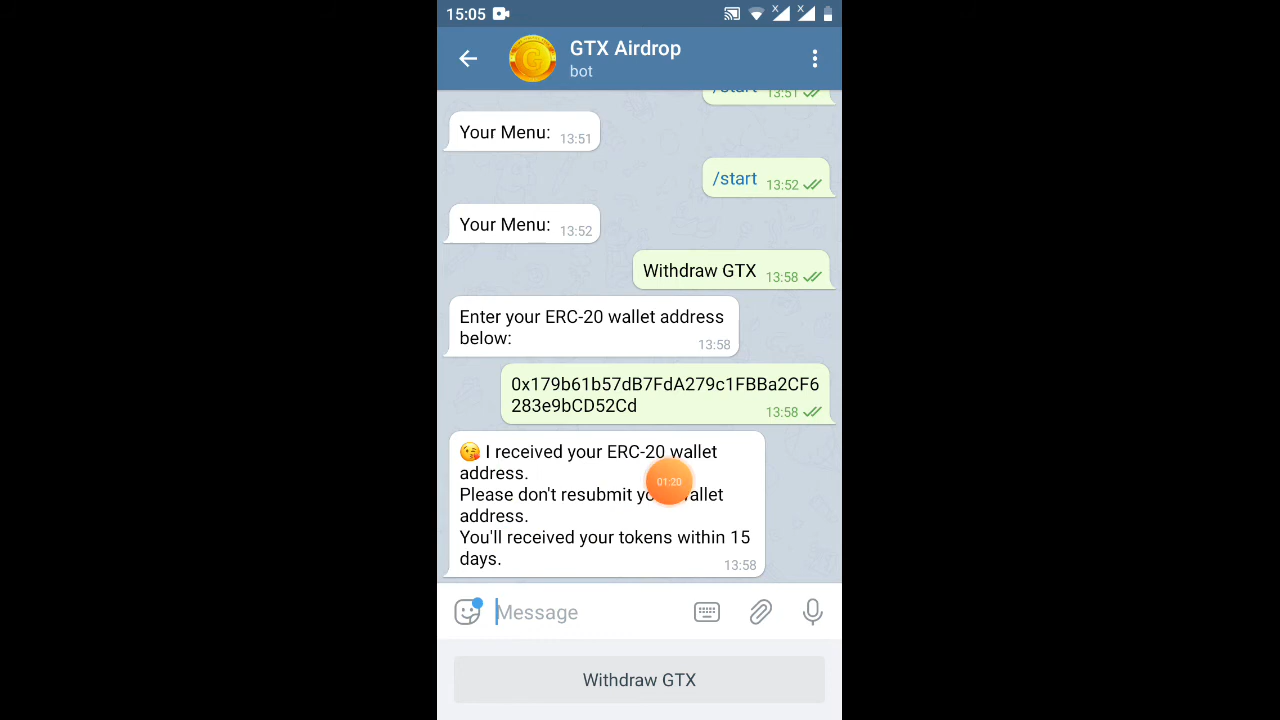 15:05
GTX Airdrop
bot
/start 13:51
Your Menu: 13:51
/start 13:52
Your Menu: 13:52
Withdraw GTX 13:58
Enter your ERC-20 wallet address
below: 13:58
0x179b61b57dB7FdA279c1FBBa2CF6
283e9bCD52Cd 13:58
😘 I received your ERC-20 wallet
address.
01:20
Please don't resubmit yo wallet
address.
You'll received your tokens within 15
days. 13:58
Message
Withdraw GTX